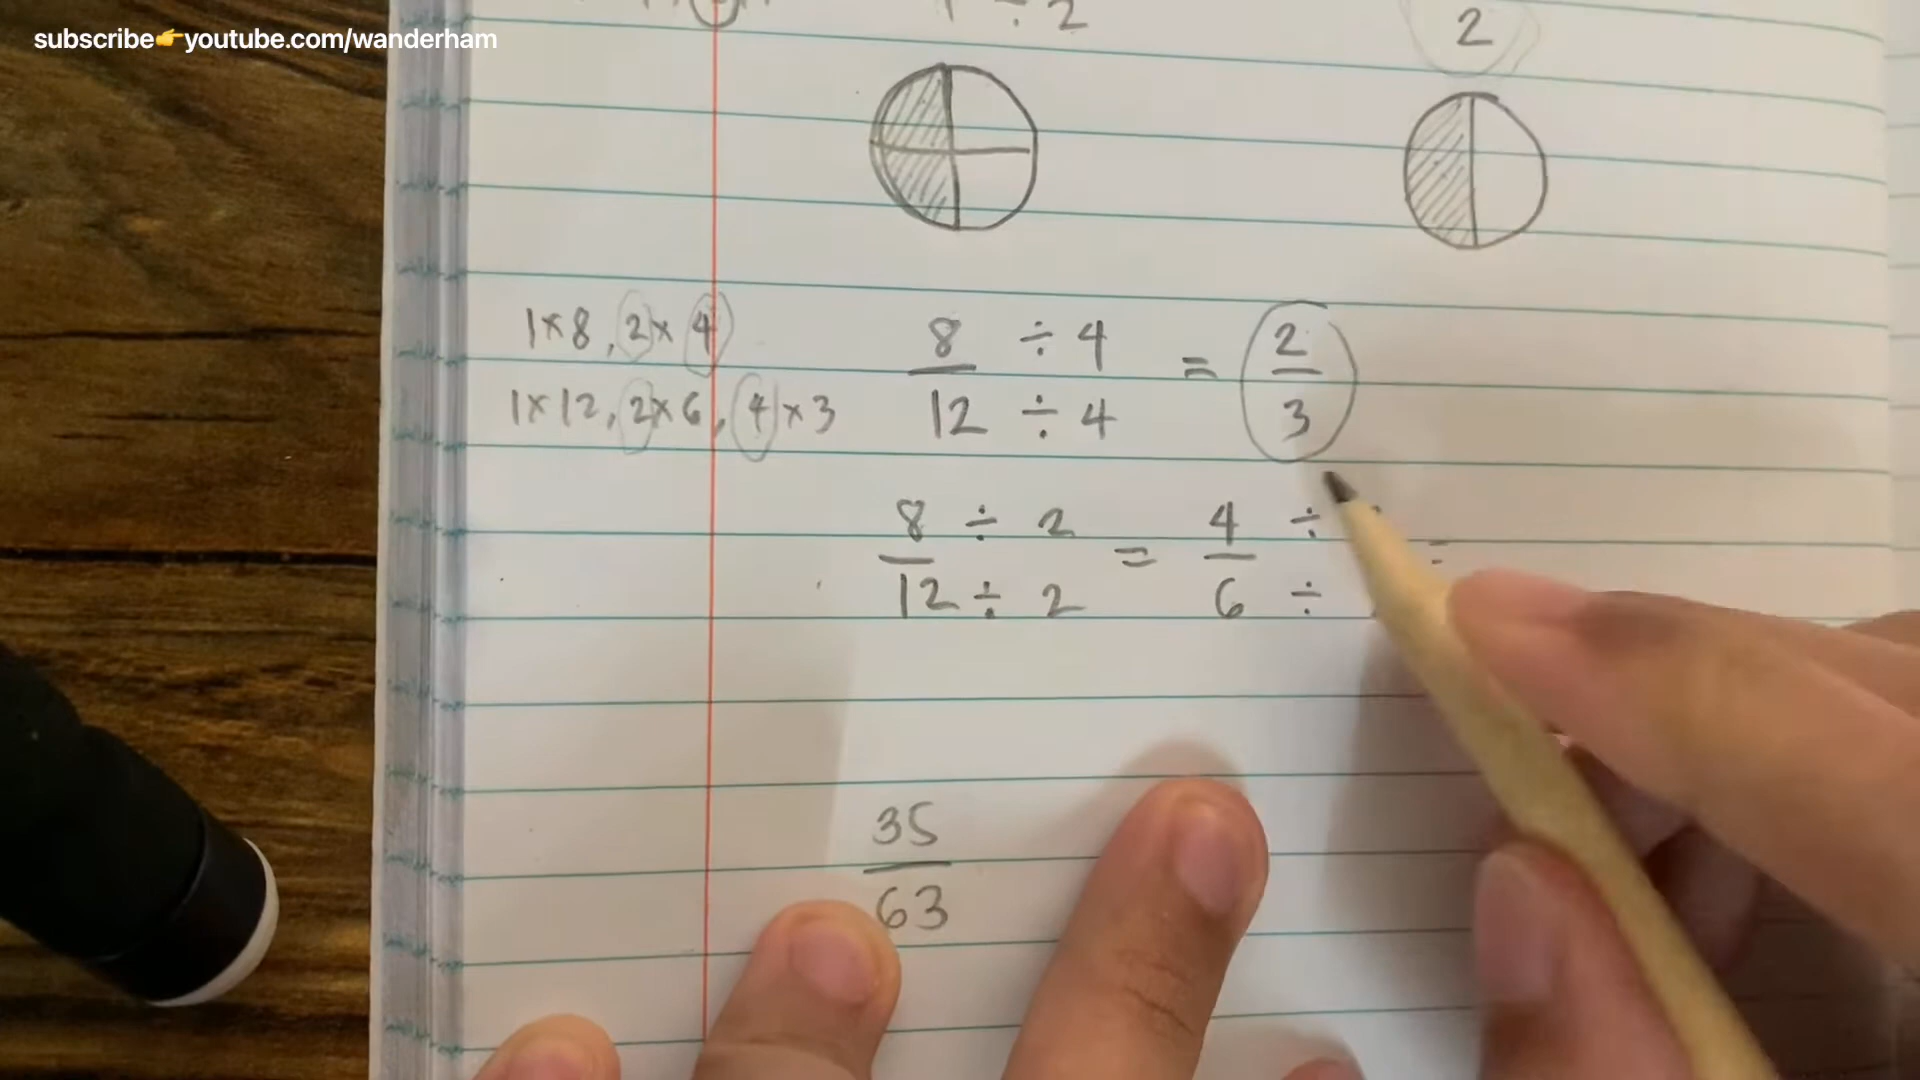 subscribe👉youtube.com/wanderham
÷ 2
2
1×8, 2×4
1×12, 2×6, 4×3
8 ÷ 4
12 ÷ 4
=
2
3
8 ÷ 2
12 ÷ 2
=
4 ÷
6 ÷
=
35
63